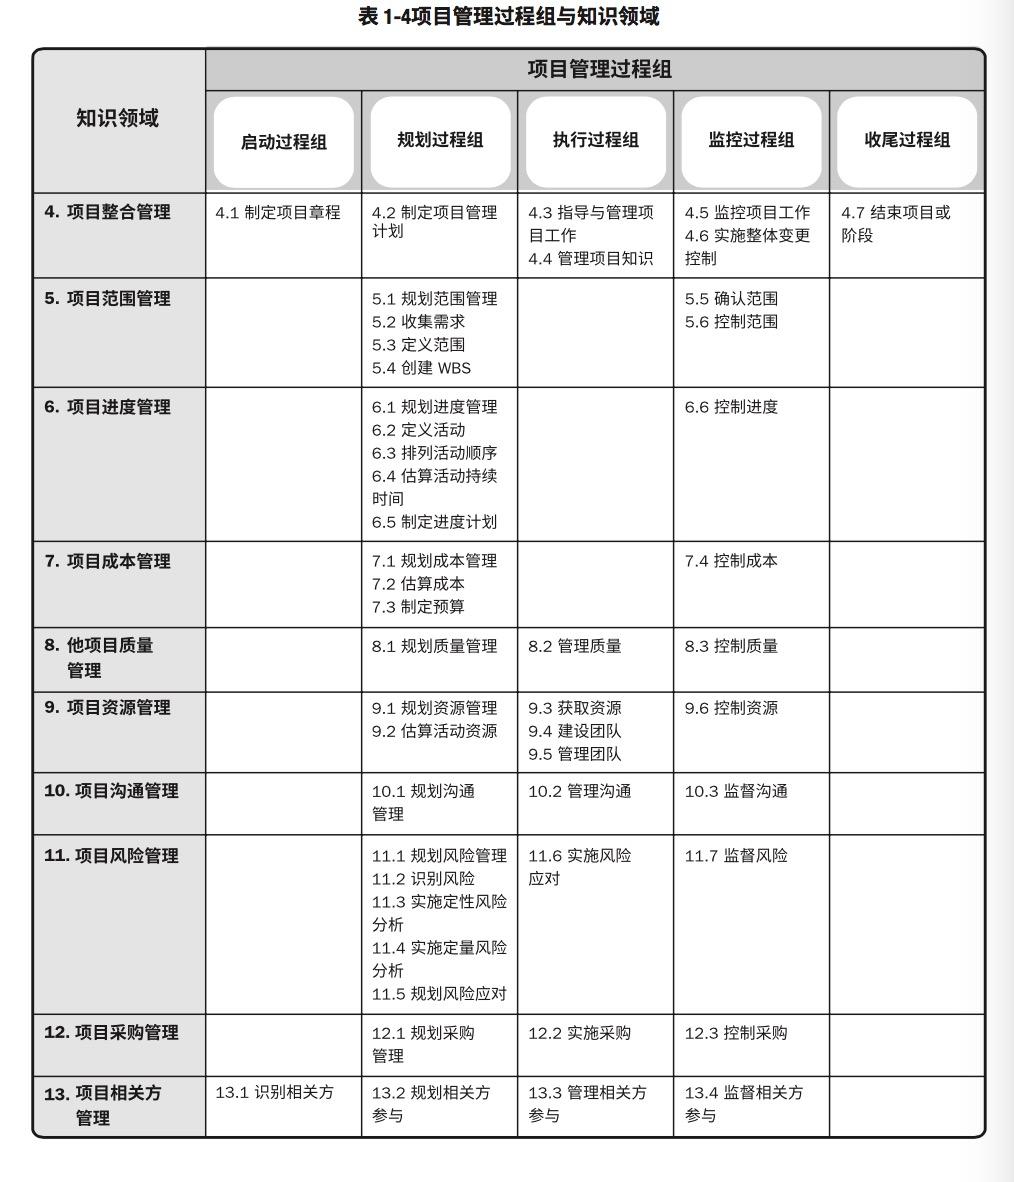 表 1-4项目管理过程组与知识领域
知识领域
项目管理过程组
启动过程组
规划过程组
执行过程组
监控过程组
收尾过程组
4. 项目整合管理
4.1 制定项目章程
4.2 制定项目管理
计划
4.3 指导与管理项
目工作
4.4 管理项目知识
4.5 监控项目工作
4.6 实施整体变更
控制
4.7 结束项目或
阶段
5. 项目范围管理
5.1 规划范围管理
5.2 收集需求
5.3 定义范围
5.4 创建 WBS
5.5 确认范围
5.6 控制范围
6. 项目进度管理
6.1 规划进度管理
6.2 定义活动
6.3 排列活动顺序
6.4 估算活动持续
时间
6.5 制定进度计划
6.6 控制进度
7. 项目成本管理
7.1 规划成本管理
7.2 估算成本
7.3 制定预算
7.4 控制成本
8. 他项目质量
管理
8.1 规划质量管理
8.2 管理质量
8.3 控制质量
9. 项目资源管理
9.1 规划资源管理
9.2 估算活动资源
9.3 获取资源
9.4 建设团队
9.5 管理团队
9.6 控制资源
10. 项目沟通管理
10.1 规划沟通
管理
10.2 管理沟通
10.3 监督沟通
11. 项目风险管理
11.1 规划风险管理
11.2 识别风险
11.3 实施定性风险
分析
11.4 实施定量风险
分析
11.5 规划风险应对
11.6 实施风险
应对
11.7 监督风险
12. 项目采购管理
12.1 规划采购
管理
12.2 实施采购
12.3 控制采购
13. 项目相关方
管理
13.1 识别相关方
13.2 规划相关方
参与
13.3 管理相关方
参与
13.4 监督相关方
参与